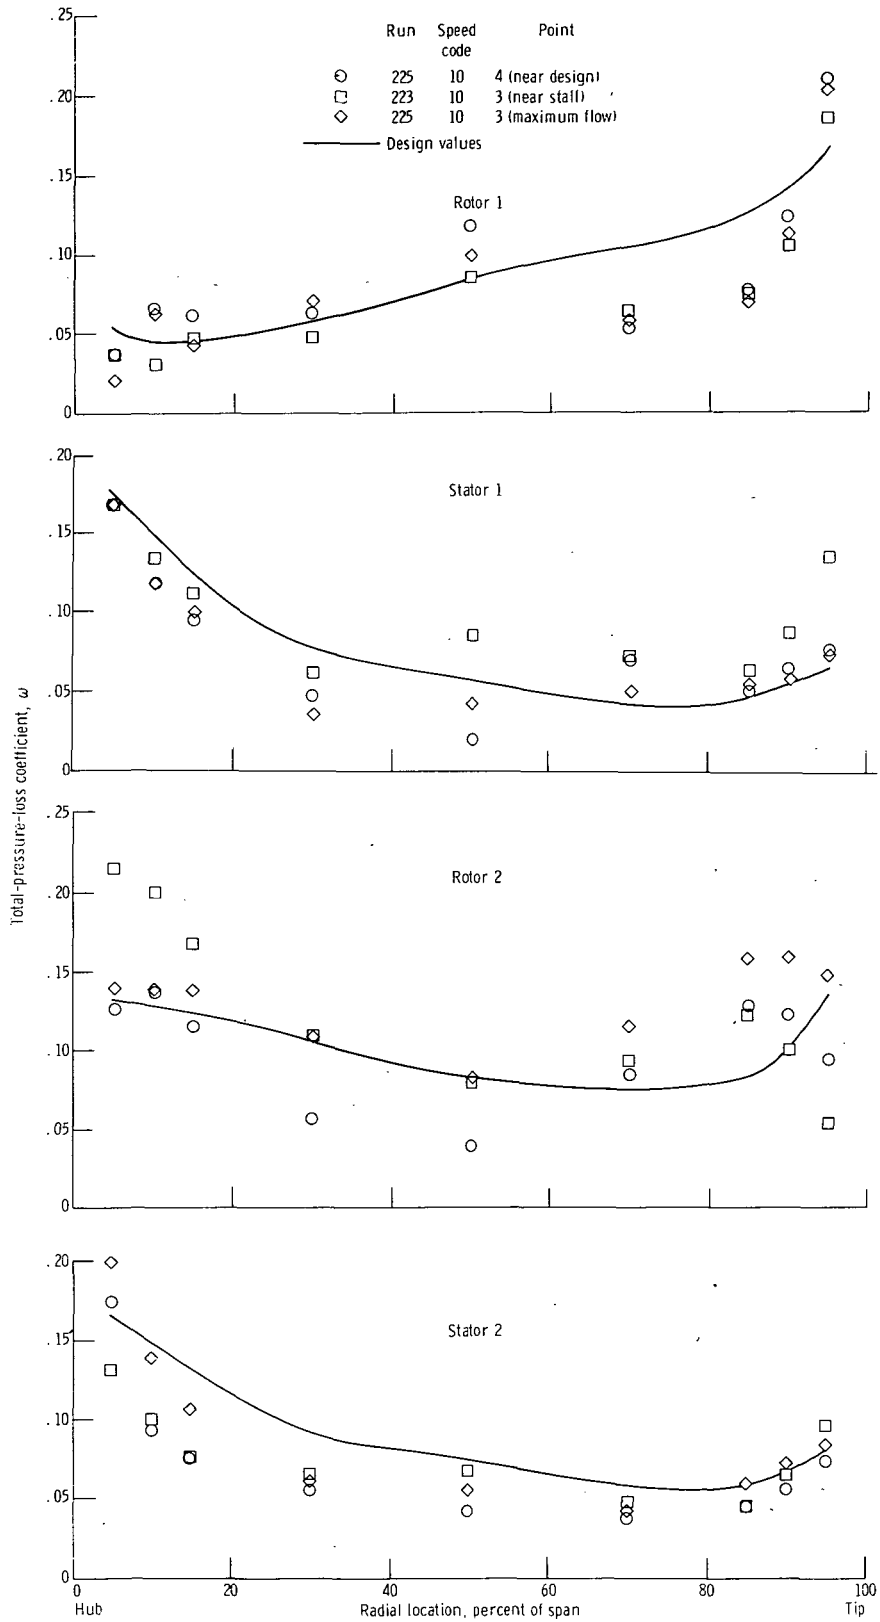 Run Speed code Point
225 10 4 (near design)
223 10 3 (near stall)
225 10 3 (maximum flow)
Design values
.25
.20
.15
.10
.05
0
Rotor 1
.20
.15
.10
.05
0
Stator 1
Total-pressure-loss coefficient, ω
.25
.20
.15
.10
.05
0
Rotor 2
.20
.15
.10
.05
0
Stator 2
0 20 40 60 80 100
Hub Radial location, percent of span Tip